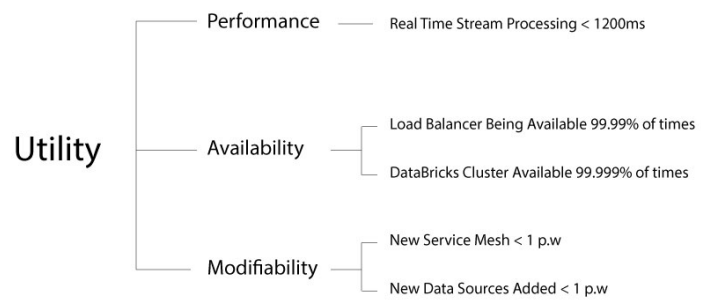 Performance
Real Time Stream Processing < 1200ms
Utility
Availability
Load Balancer Being Available 99.99% of times
DataBricks Cluster Available 99.999% of times
Modifiability
New Service Mesh < 1 p.w
New Data Sources Added < 1 p.w